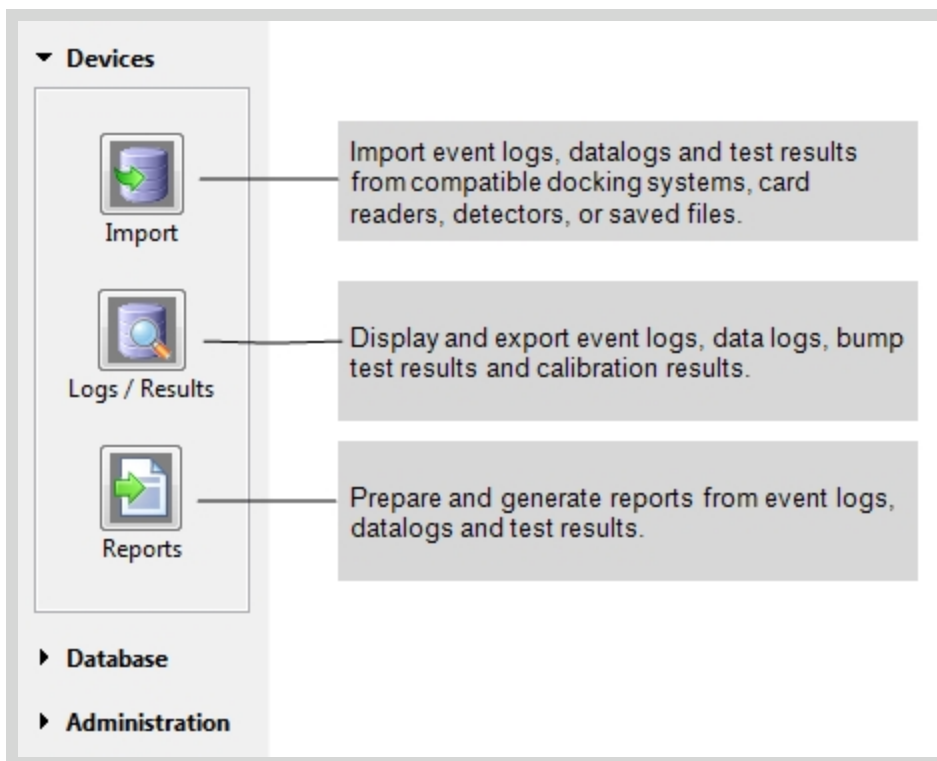 Devices
Import
Import event logs, datalogs and test results
from compatible docking systems, card
readers, detectors, or saved files.
Logs / Results
Display and export event logs, data logs, bump
test results and calibration results.
Reports
Prepare and generate reports from event logs,
datalogs and test results.
Database
Administration